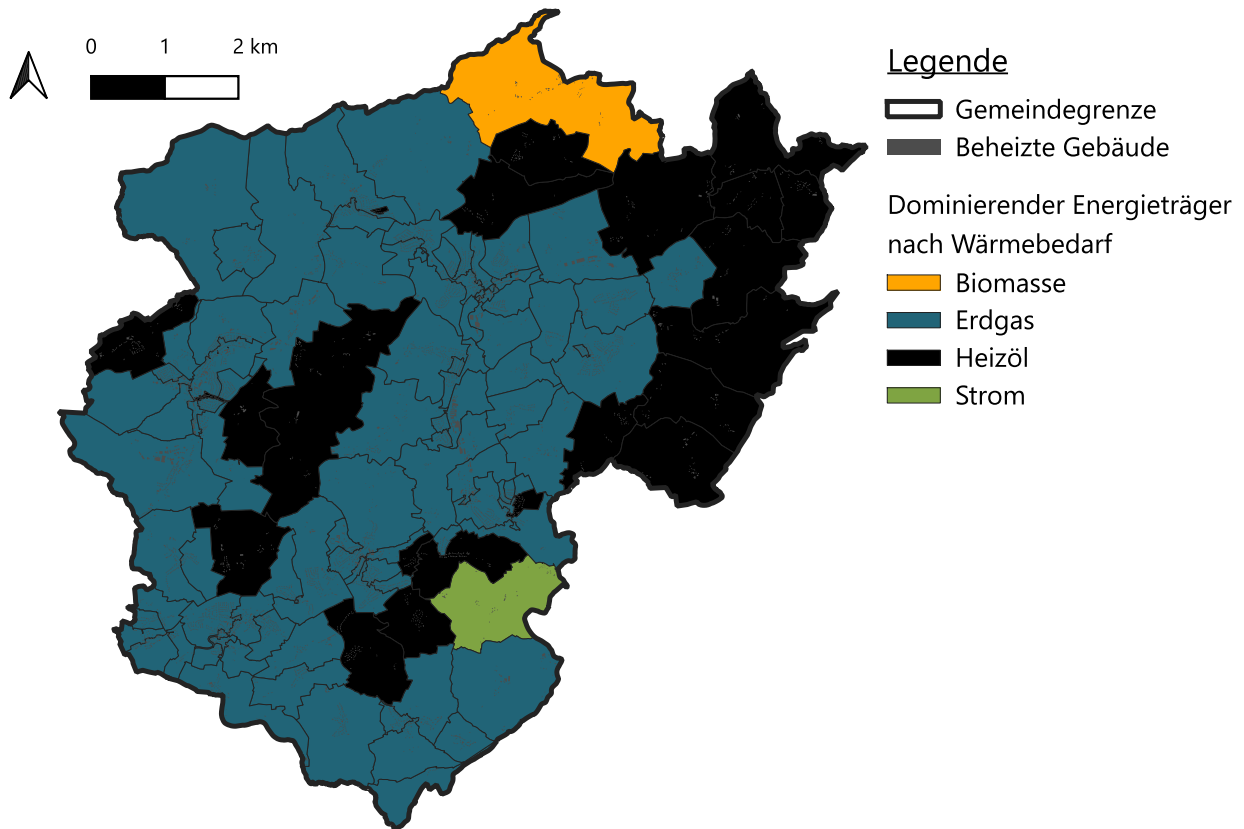 0 1 2 km
Legende
Gemeindegrenze
Beheizte Gebäude
Dominierender Energieträger
nach Wärmebedarf
Biomasse
Erdgas
Heizöl
Strom